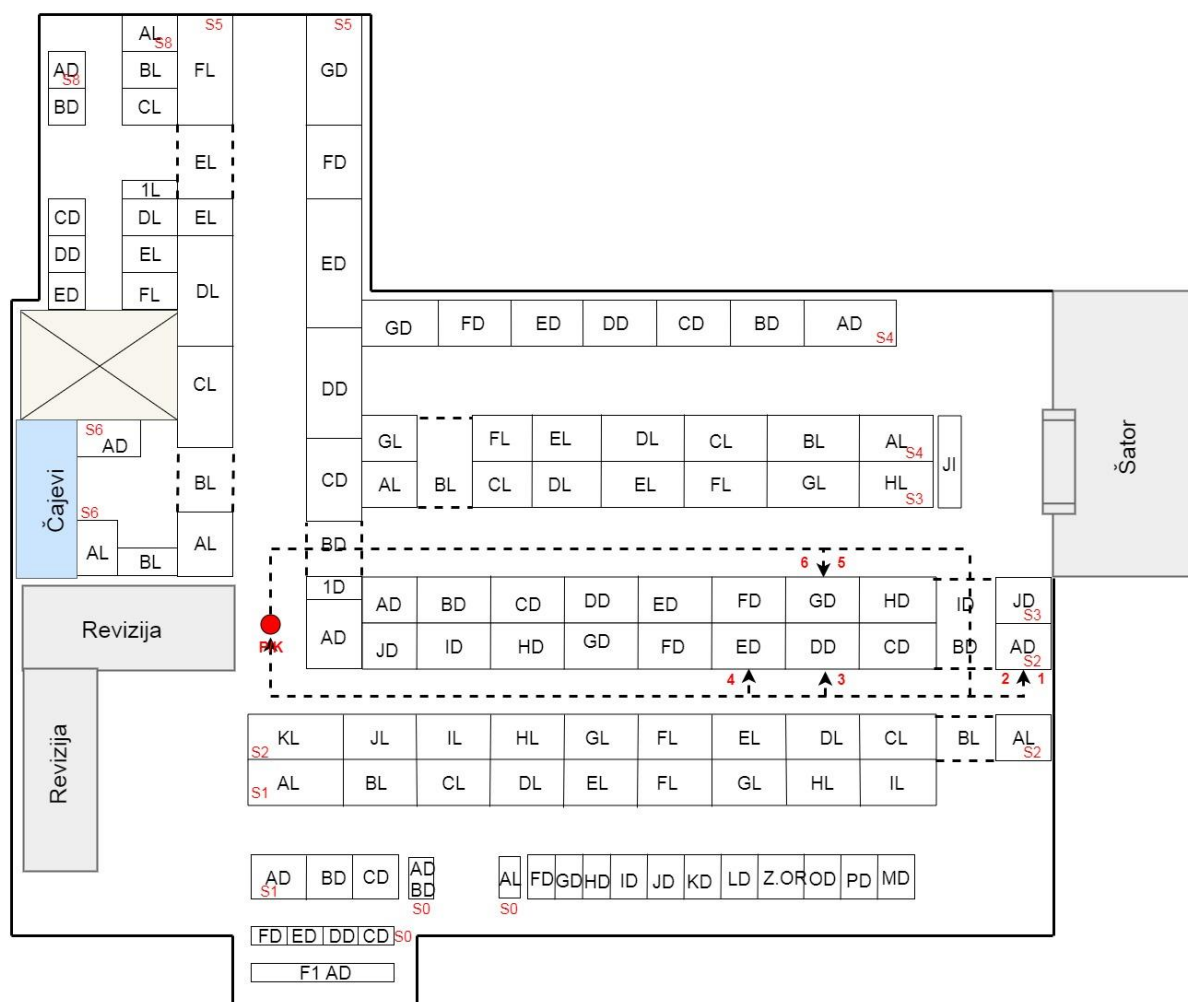 AL S8 S5 S5
AD S8 BL FL GD
BD CL
EL FD
1L
CD DL EL
DD EL ED
ED FL DL
GD FD ED DD CD BD AD S4
CL DD
S6 AD
GL FL EL DL CL BL AL S4
Čajevi BL CD AL BL CL DL EL FL GL HL S3 JI Šator
S6
AL BL AL BD
6 5
1D
AD BD CD DD ED FD GD HD ID JD S3
Revizija P/K AD JD ID HD GD FD ED DD CD BD AD S2
4 3 2 1
S2 KL JL IL HL GL FL EL DL CL BL AL S2
Revizija
S1 AL BL CL DL EL FL GL HL IL
AD S1 BD CD AD BD S0 AL S0 FD GD HD ID JD KD LD Z.OR OD PD MD
FD ED DD CD S0
F1 AD